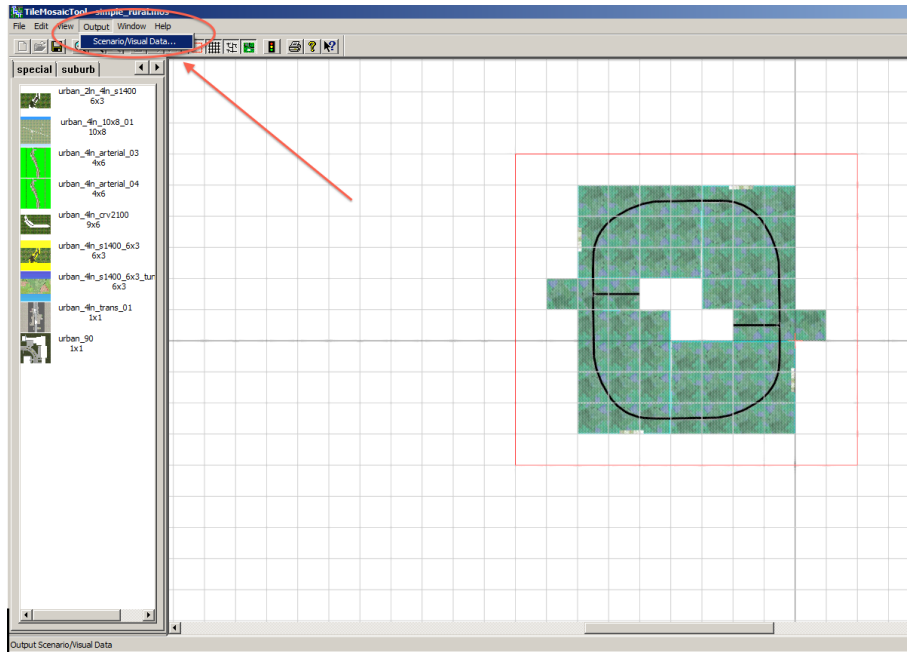 TileMosaicTool - simple_rural.mos
File Edit View Output Window Help
Scenario/Visual Data...
special suburb
urban_2ln_4ln_s1400
6x3
urban_4ln_10x8_01
10x8
urban_4ln_arterial_03
4x6
urban_4ln_arterial_04
4x6
urban_4ln_crv2100
9x6
urban_4ln_s1400_6x3
6x3
urban_4ln_s1400_6x3_tur
6x3
urban_4ln_trans_01
1x1
urban_90
1x1
Output Scenario/Visual Data